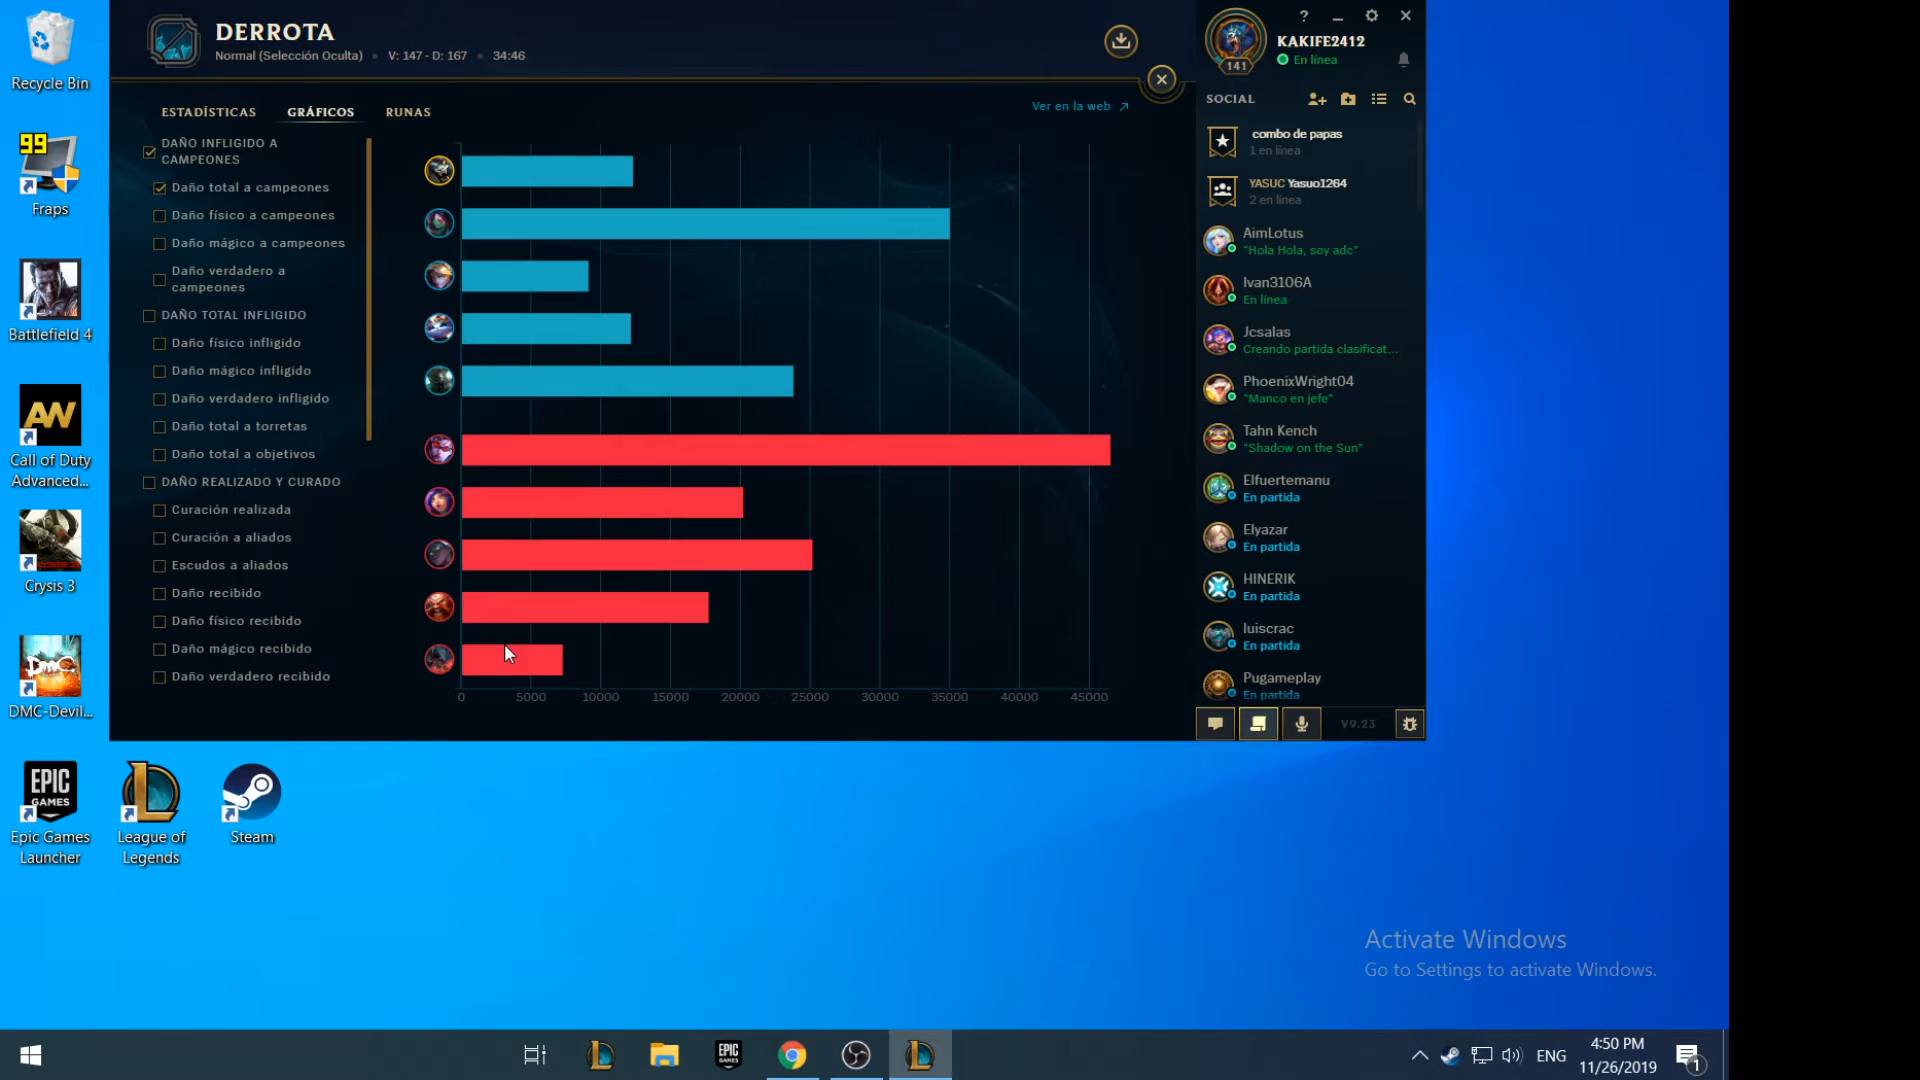 Recycle Bin
99
Fraps
Battlefield 4
AW
Call of Duty
Advanced...
Crysis 3
DMC
DMC-Devil...
EPIC
GAMES
Epic Games
Launcher
League of
Legends
Steam
DERROTA
Normal (Selección Oculta) • V: 147 - D: 167 • 34:46
ESTADÍSTICAS
GRÁFICOS
RUNAS
Ver en la web
DAÑO INFLIGIDO A
CAMPEONES
Daño total a campeones
Daño físico a campeones
Daño mágico a campeones
Daño verdadero a
campeones
DAÑO TOTAL INFLIGIDO
Daño físico infligido
Daño mágico infligido
Daño verdadero infligido
Daño total a torretas
Daño total a objetivos
DAÑO REALIZADO Y CURADO
Curación realizada
Curación a aliados
Escudos a aliados
Daño recibido
Daño físico recibido
Daño mágico recibido
Daño verdadero recibido
0 5000 10000 15000 20000 25000 30000 35000 40000 45000
?
141
KAKIFE2412
En línea
SOCIAL
combo de papas
1 en línea
YASUC Yasuo1264
2 en línea
AimLotus
"Hola Hola, soy adc"
Ivan3106A
En línea
Jcsalas
Creando partida clasificat...
PhoenixWright04
"Manco en jefe"
Tahn Kench
"Shadow on the Sun"
Elfuertemanu
En partida
Elyazar
En partida
HINERIK
En partida
luiscrac
En partida
Pugameplay
En partida
V9.23
Activate Windows
Go to Settings to activate Windows.
EPIC
GAMES
ENG
4:50 PM
11/26/2019
1